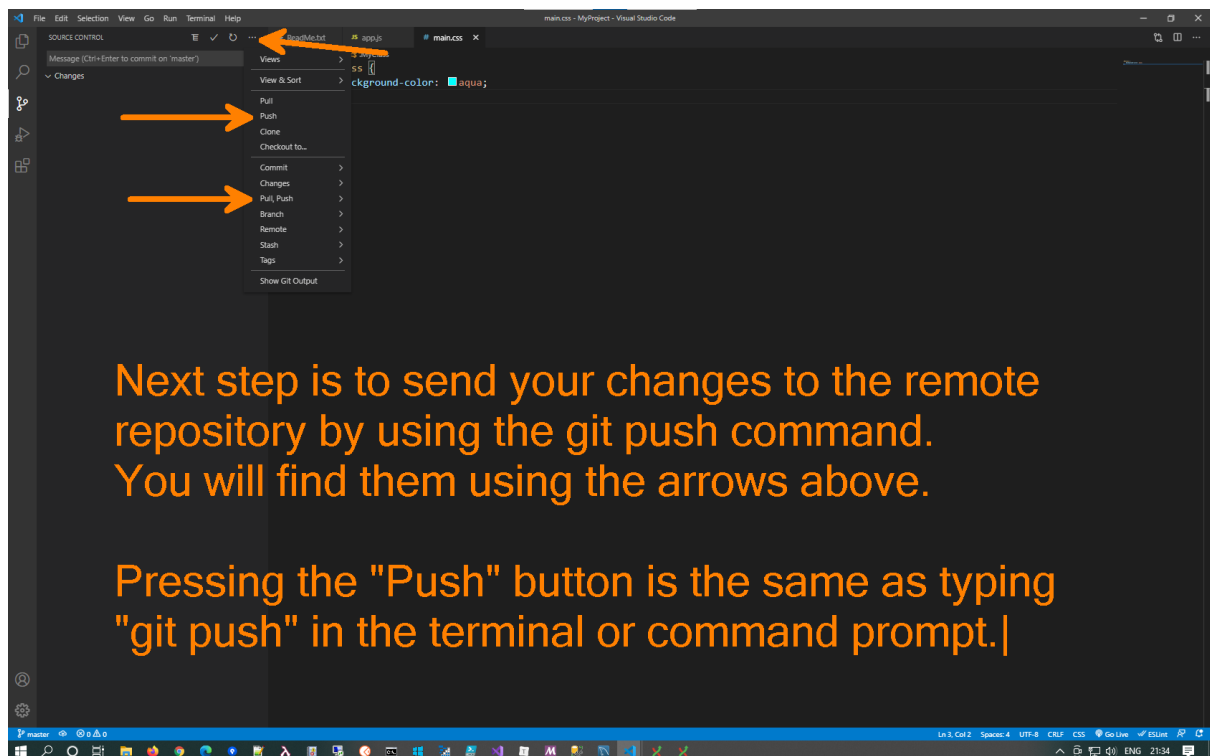 File Edit Selection View Go Run Terminal Help
main.css - MyProject - Visual Studio Code
SOURCE CONTROL
ReadMe.txt
JS app.js
# main.css
Message (Ctrl+Enter to commit on 'master')
Changes
ss {
ckground-color: aqua;
Views
View & Sort
Pull
Push
Clone
Checkout to...
Commit
Changes
Pull, Push
Branch
Remote
Stash
Tags
Show Git Output
Next step is to send your changes to the remote
repository by using the git push command.
You will find them using the arrows above.
Pressing the "Push" button is the same as typing
"git push" in the terminal or command prompt.
master 0 0
Ln 3, Col 2 Spaces: 4 UTF-8 CRLF CSS Go Live ESLint
ENG 21:34